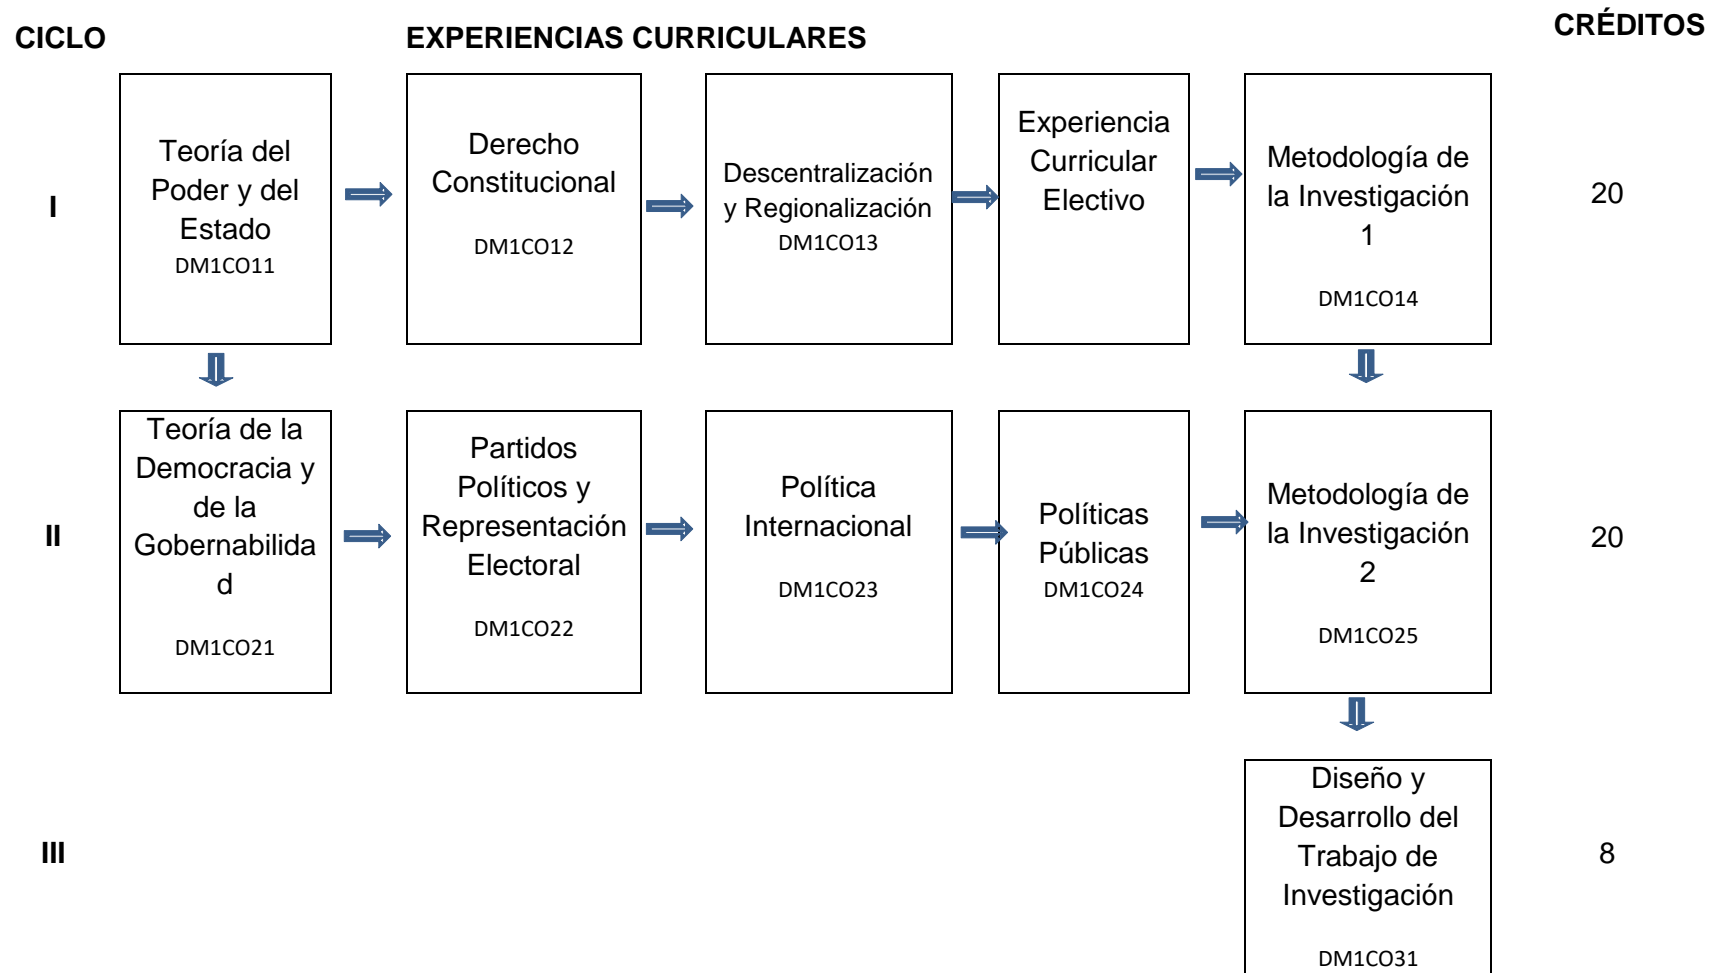 CICLO
EXPERIENCIAS CURRICULARES
CRÉDITOS
I
Teoría del
Poder y del
Estado
DM1CO11
Derecho
Constitucional
DM1CO12
Descentralización
y Regionalización
DM1CO13
Experiencia
Curricular
Electivo
Metodología de
la Investigación
1
DM1CO14
20
II
Teoría de la
Democracia y
de la
Gobernabilida
d
DM1CO21
Partidos
Políticos y
Representación
Electoral
DM1CO22
Política
Internacional
DM1CO23
Políticas
Públicas
DM1CO24
Metodología de
la Investigación
2
DM1CO25
20
III
Diseño y
Desarrollo del
Trabajo de
Investigación
DM1CO31
8